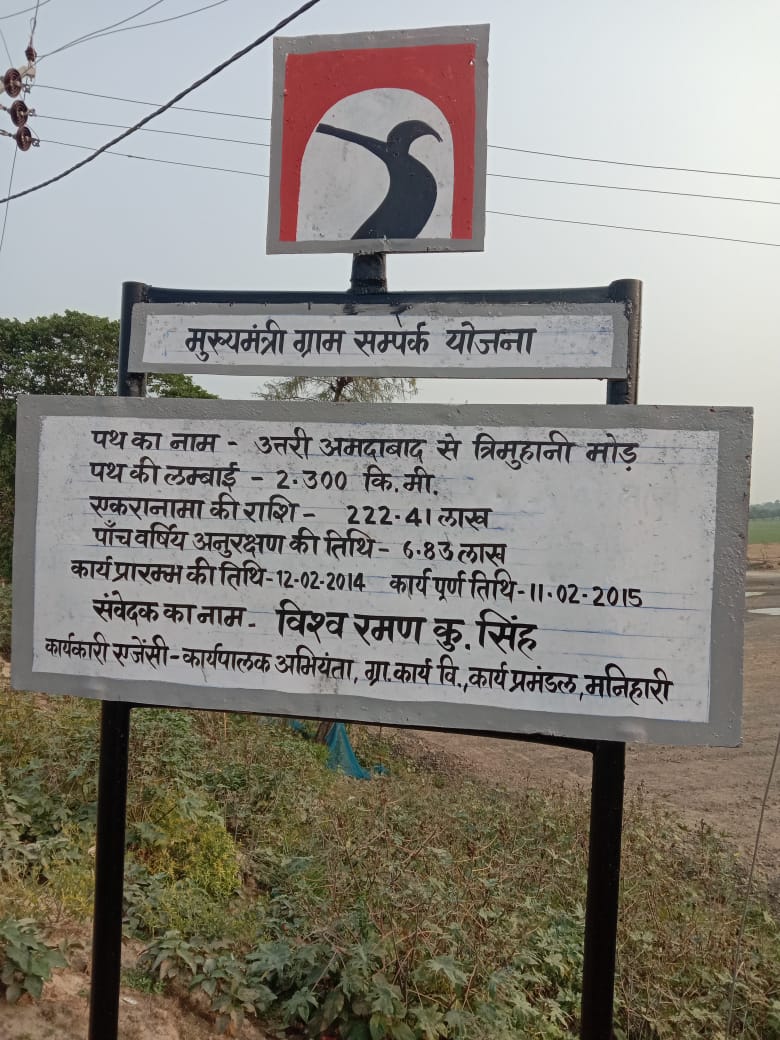 मुख्यमंत्री ग्राम सम्पर्क योजना
पथ का नाम - उत्तरी अमदाबाद से त्रिमुहानी मोड़
पथ की लम्बाई - 2.300 कि.मी.
एकरानामा की राशि - 222.41 लाख
पाँच वर्षिय अनुरक्षण की तिथि - 6.83 लाख
कार्य प्रारम्भ की तिथि - 12.02.2014 कार्य पूर्ण तिथि - 11.02.2015
संवेदक का नाम - विश्व रमण कु. सिंह
कार्यकारी एजेंसी - कार्यपालक अभियंता, ग्रा.कार्य वि., कार्य प्रमंडल, मनिहारी